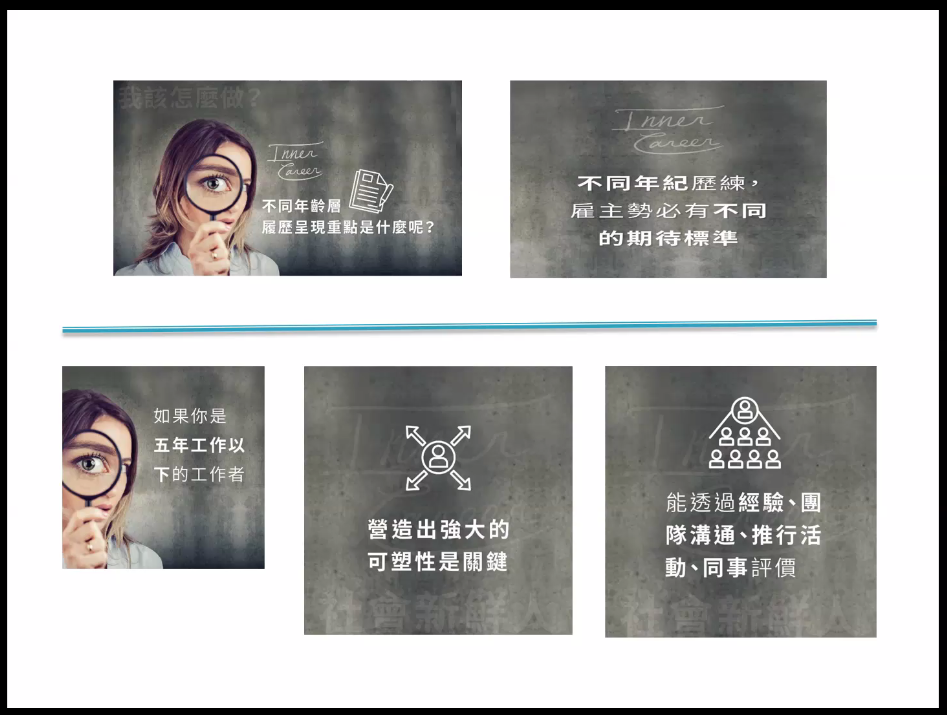 我該怎麼做?
Inner
Career
不同年齡層
履歷呈現重點是什麼呢?
Inner
Career
不同年紀歷練,
雇主勢必有不同
的期待標準
如果你是
五年工作以
下的工作者
營造出強大的
可塑性是關鍵
社會新鮮人
能透過經驗、團
隊溝通、推行活
動、同事評價
社會新鮮人